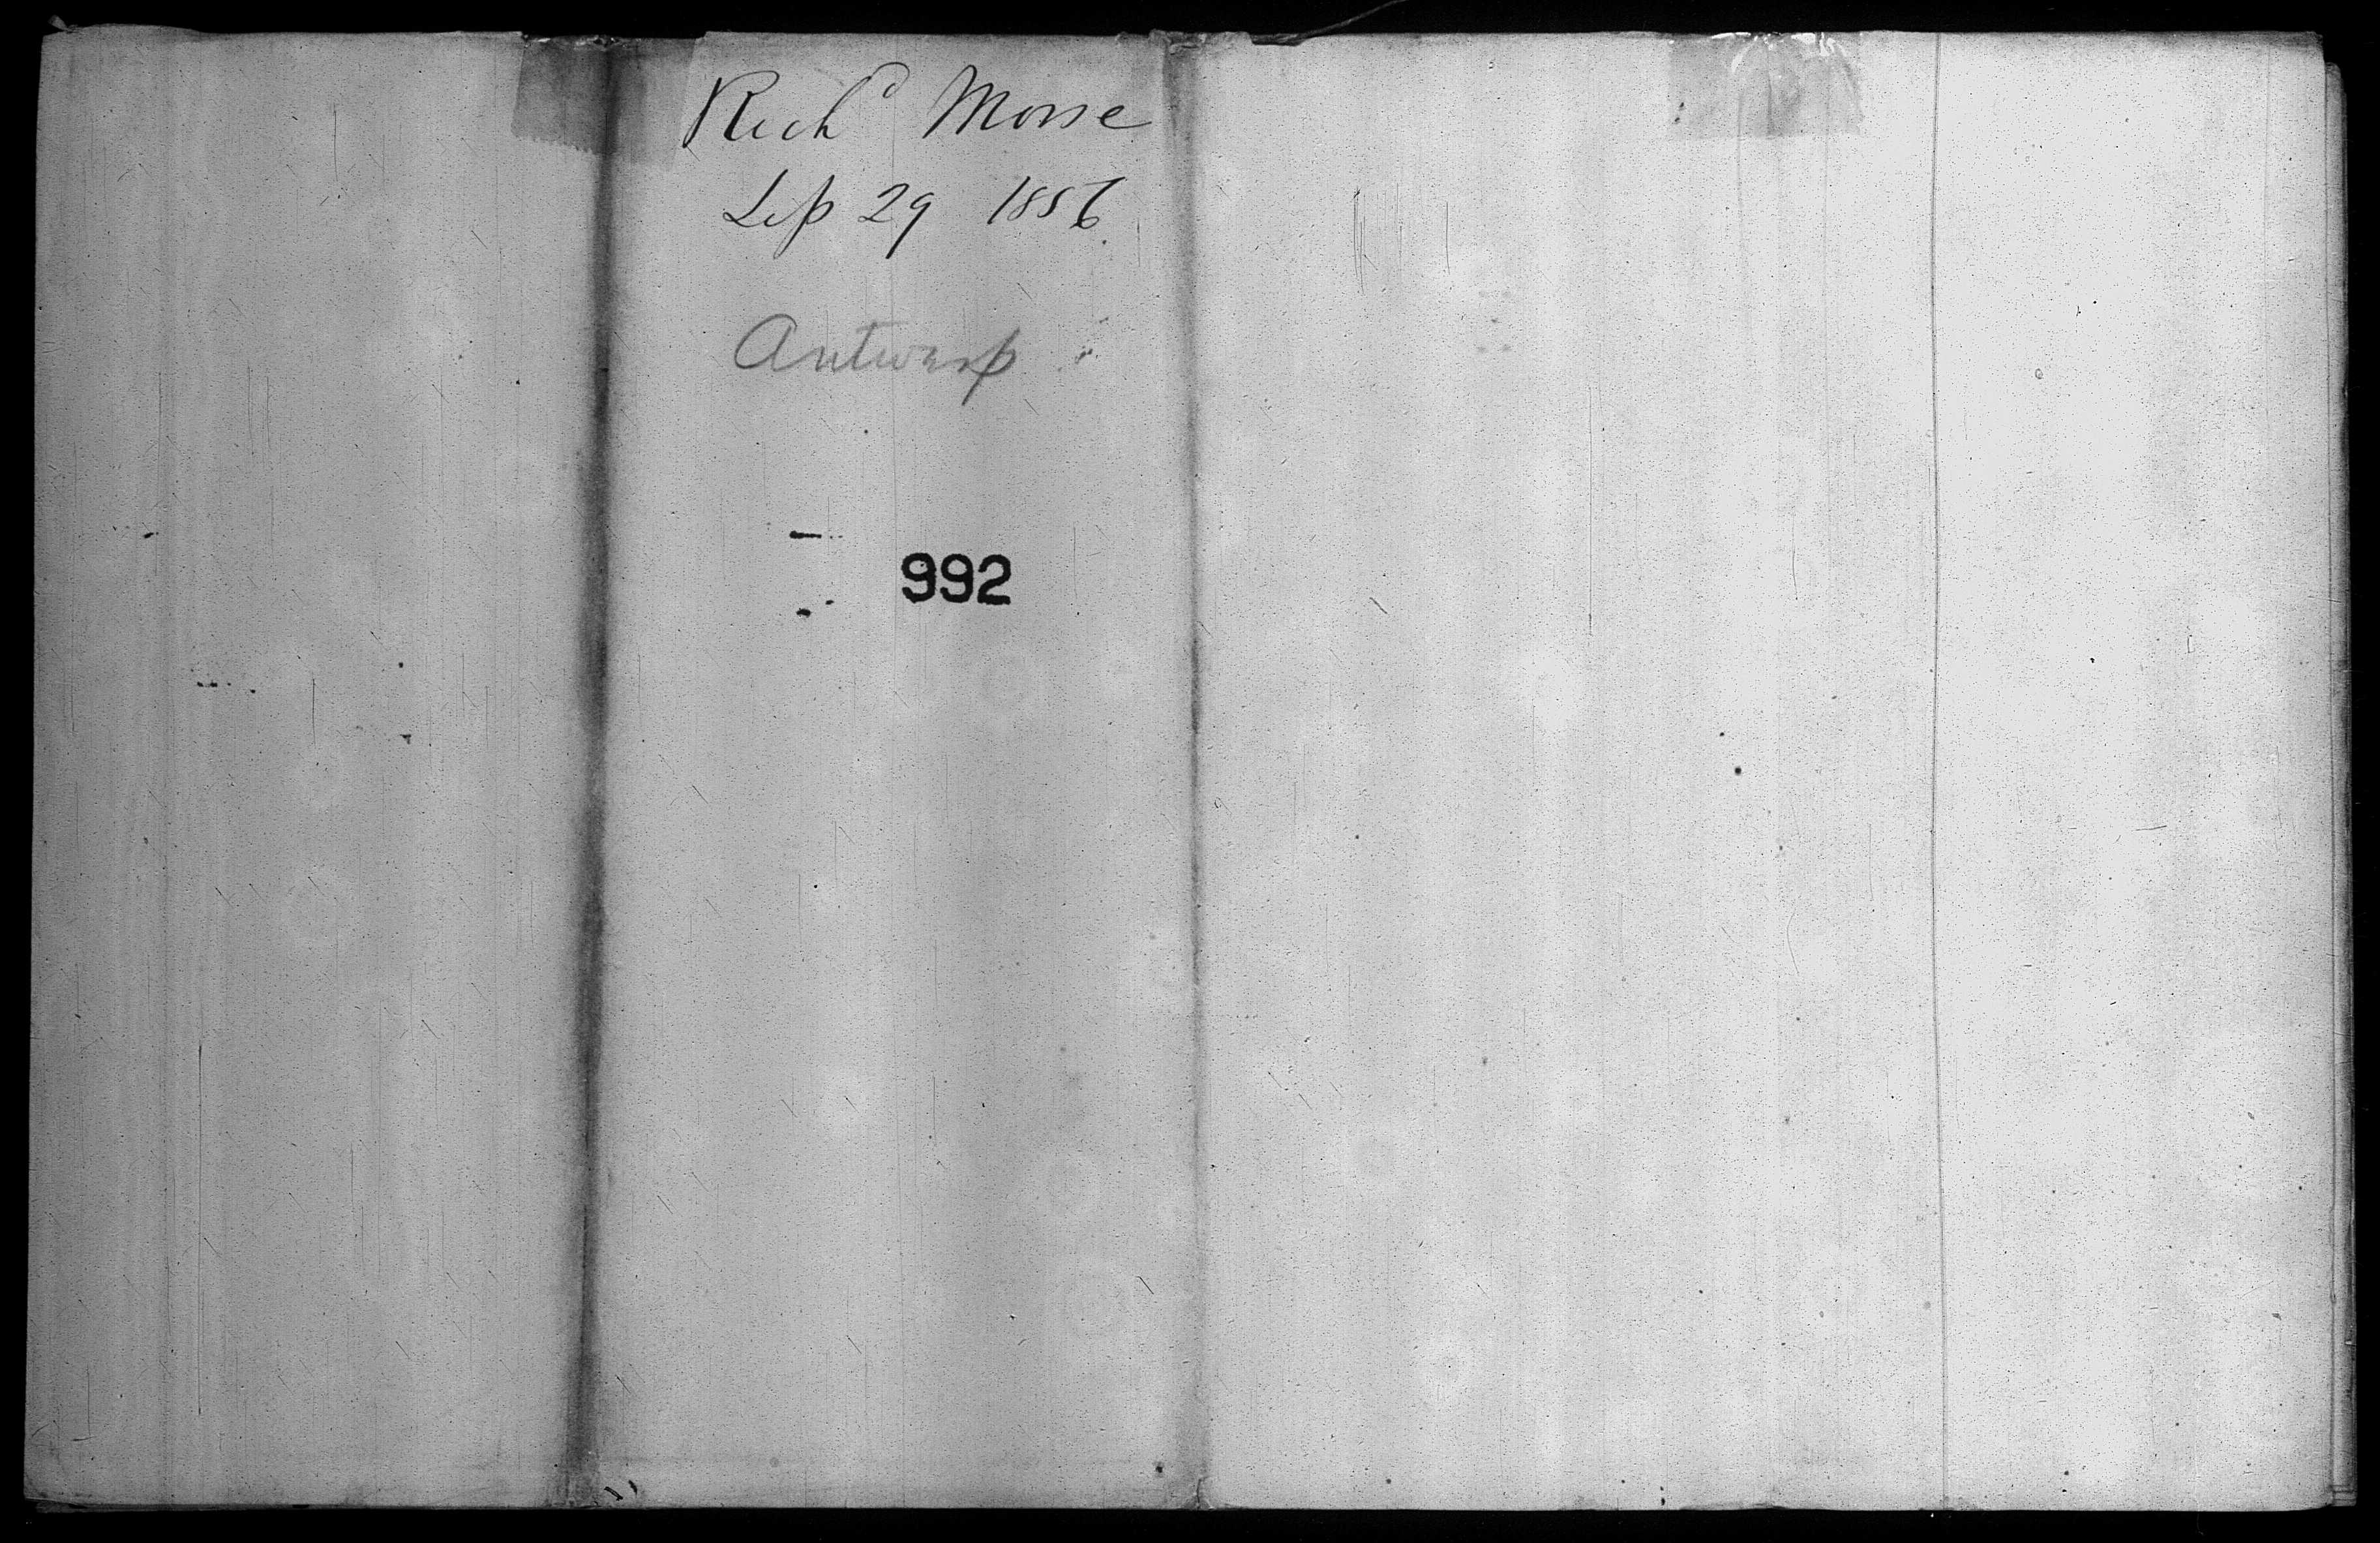 Richd Morse
Sep 29 1856
Antwerp
992